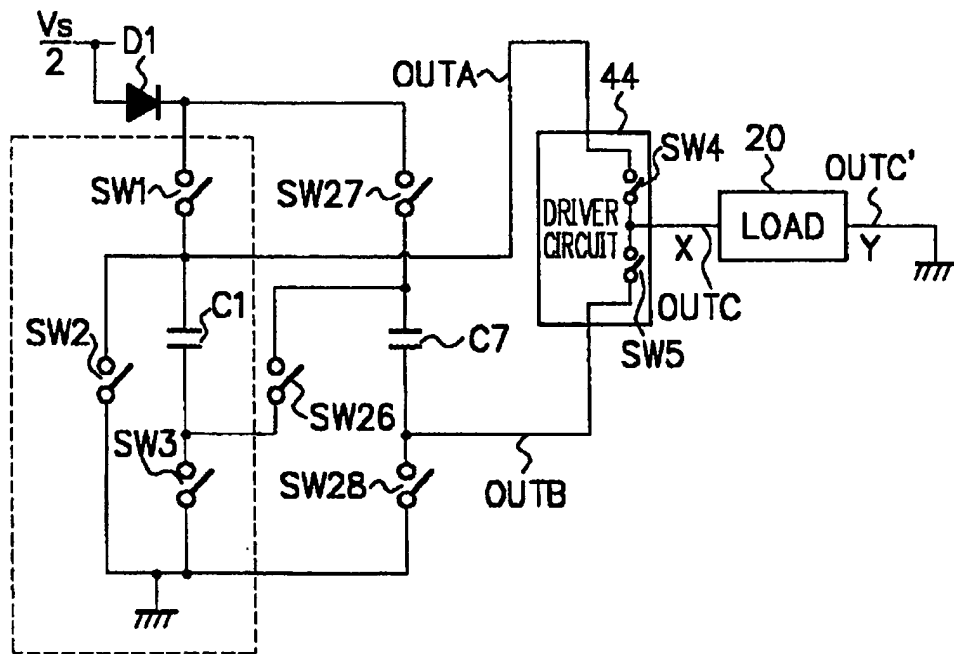 Vs
2
D1
OUTA
44
SW4
20
OUTC'
SW1
SW27
DRIVER
CIRCUIT
LOAD
X
Y
OUTC
SW5
C1
C7
SW2
SW26
SW3
SW28
OUTB